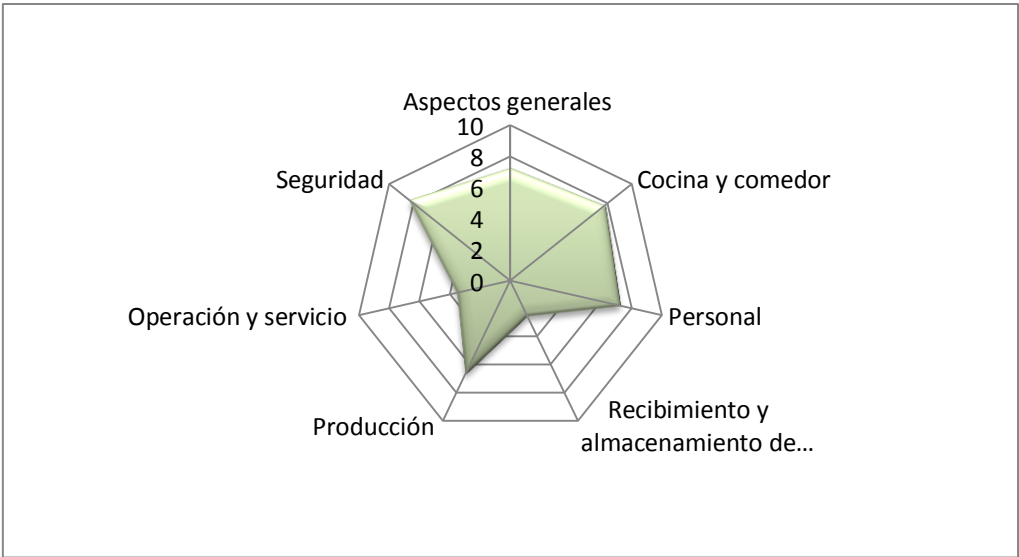 Aspectos generales
10
8
6
4
2
0
Seguridad
Cocina y comedor
Operación y servicio
Personal
Producción
Recibimiento y
almacenamiento de...